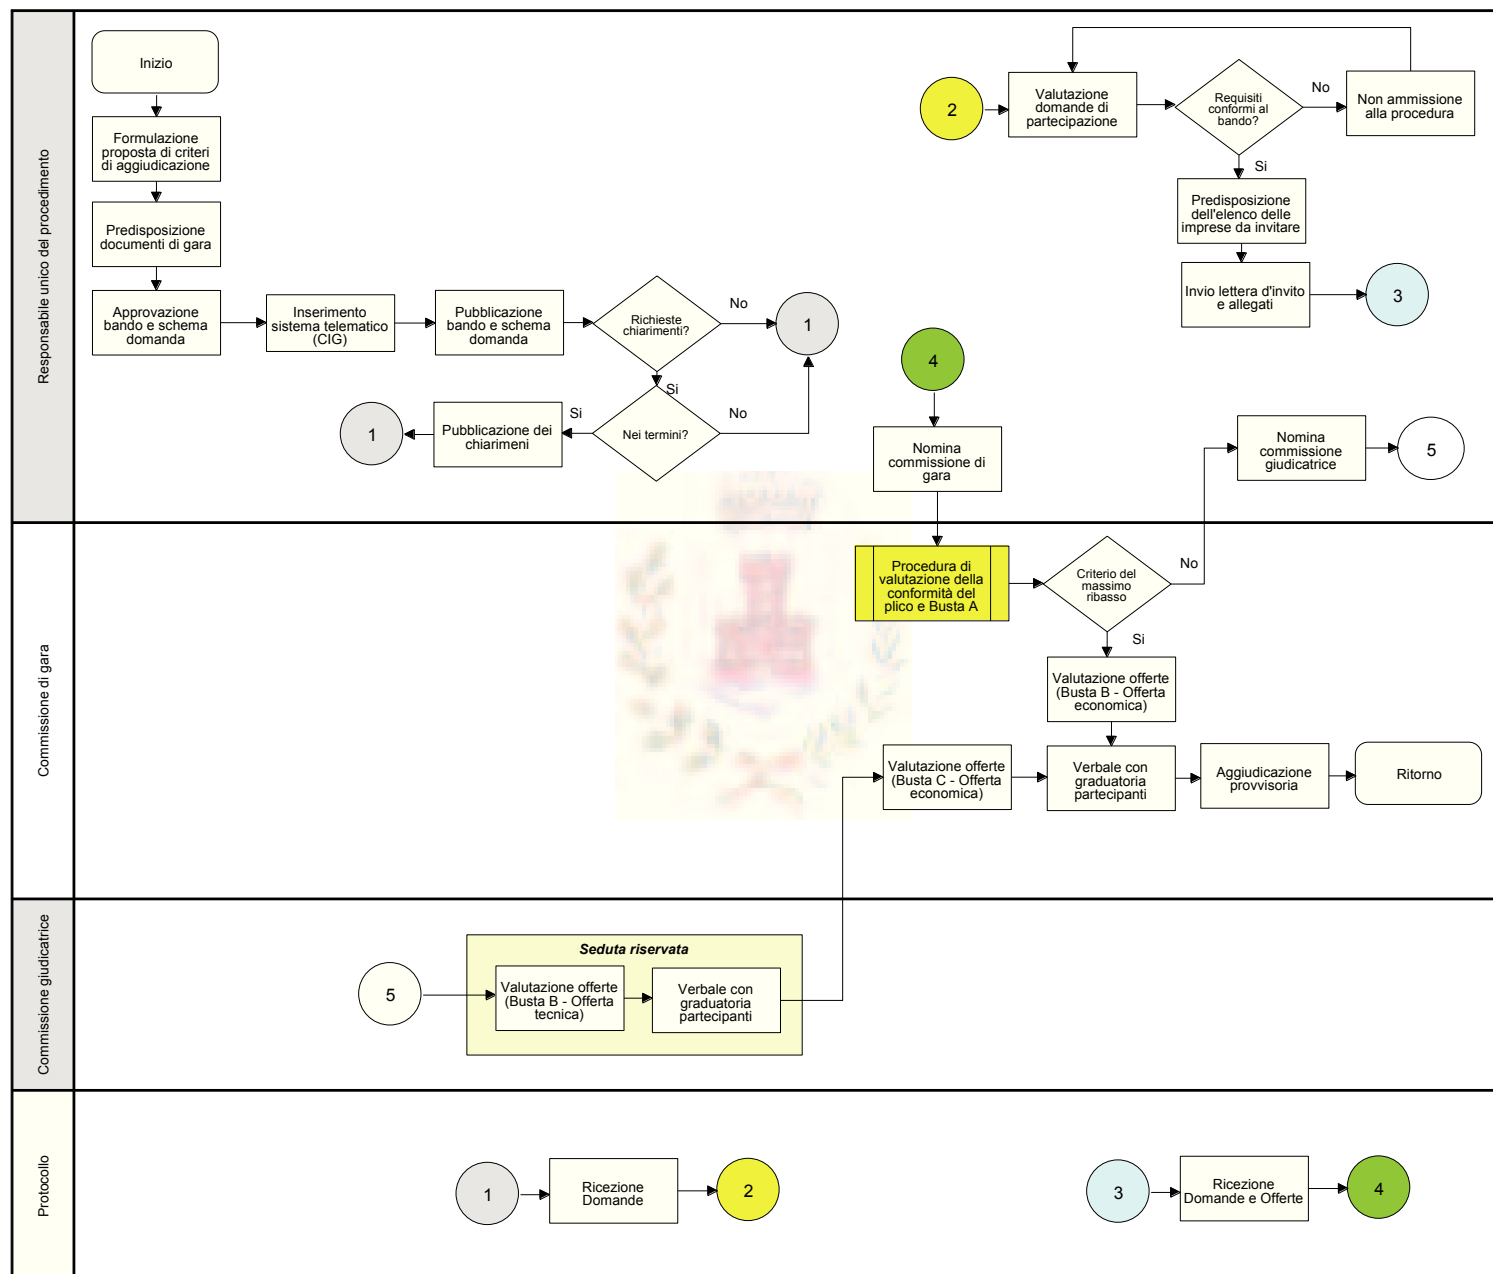 Responsabile unico del procedimento
Inizio
Formulazione
proposta di criteri
di aggiudicazione
Predisposizione
documenti di gara
Approvazione
bando e schema
domanda
Inserimento
sistema telematico
(CIG)
Pubblicazione
bando e schema
domanda
Richieste
chiarimenti?
No
1
Si
Nei termini?
No
Si
Pubblicazione dei
chiarimeni
1
2
Valutazione
domande di
partecipazione
Requisiti
conformi al
bando?
No
Non ammissione
alla procedura
Si
Predisposizione
dell'elenco delle
imprese da invitare
Invio lettera d'invito
e allegati
3
4
Nomina
commissione di
gara
Nomina
commissione
giudicatrice
5
Commissione di gara
Procedura di
valutazione della
conformità del
plico e Busta A
Criterio del
massimo
ribasso
No
Si
Valutazione offerte
(Busta B - Offerta
economica)
Valutazione offerte
(Busta C - Offerta
economica)
Verbale con
graduatoria
partecipanti
Aggiudicazione
provvisoria
Ritorno
Commissione giudicatrice
Seduta riservata
5
Valutazione offerte
(Busta B - Offerta
tecnica)
Verbale con
graduatoria
partecipanti
Protocollo
1
Ricezione
Domande
2
3
Ricezione
Domande e Offerte
4